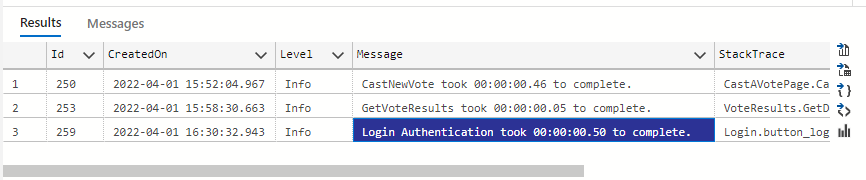 Results Messages
Id CreatedOn Level Message StackTrace
1 250 2022-04-01 15:52:04.967 Info CastNewVote took 00:00:00.46 to complete. CastAVotePage.Ca
2 253 2022-04-01 15:58:30.663 Info GetVoteResults took 00:00:00.05 to complete. VoteResults.GetD
3 259 2022-04-01 16:30:32.943 Info Login Authentication took 00:00:00.50 to complete. Login.button_log